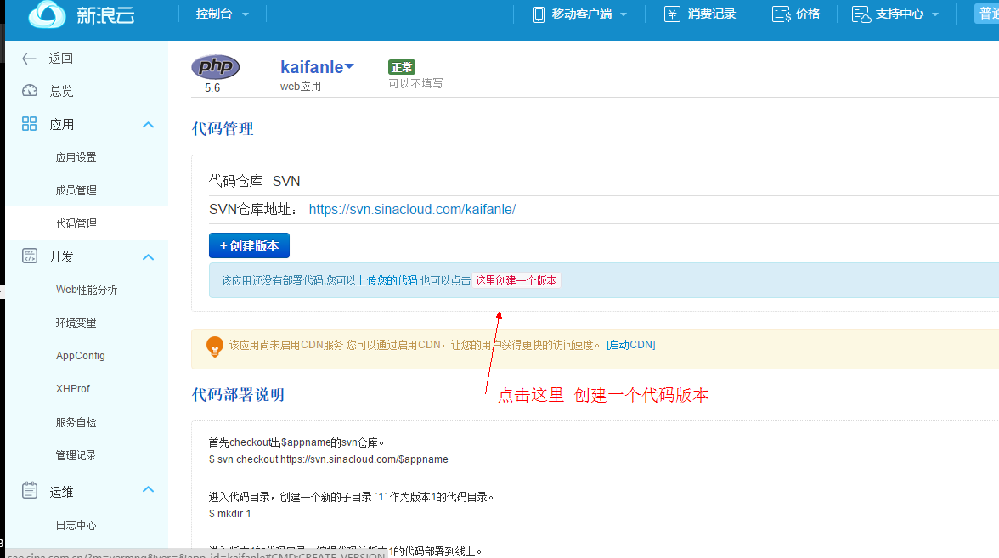 新浪云 控制台 移动客户端 消费记录 价格 支持中心 普通
返回
总览
应用
应用设置
成员管理
代码管理
开发
Web性能分析
环境变量
AppConfig
XHProf
服务自检
管理记录
运维
日志中心
php 5.6
kaifanle
web应用
正常
可以不填写
代码管理
代码仓库--SVN
SVN仓库地址： https://svn.sinacloud.com/kaifanle/
+ 创建版本
该应用还没有部署代码,您可以上传您的代码 也可以点击 这里创建一个版本
该应用尚未启用CDN服务 您可以通过启用CDN，让您的用户获得更快的访问速度。 [启动CDN]
点击这里 创建一个代码版本
代码部署说明
首先checkout出$appname的svn仓库。
$ svn checkout https://svn.sinacloud.com/$appname
进入代码目录，创建一个新的子目录 `1` 作为版本1的代码目录。
$ mkdir 1
1的代码部署到线上。